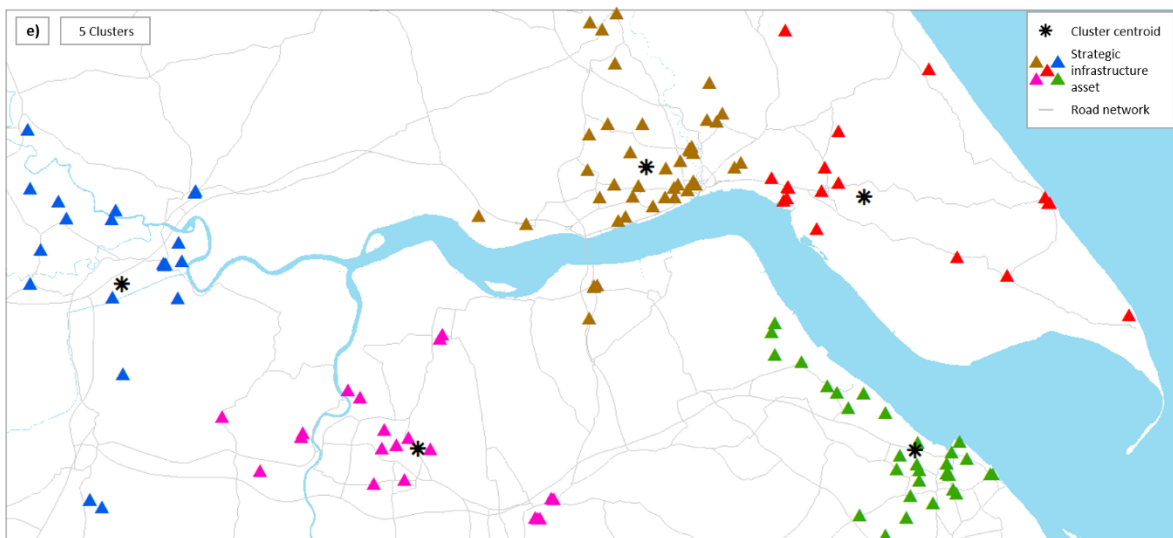 e)
5 Clusters
Cluster centroid
Strategic
infrastructure
asset
Road network